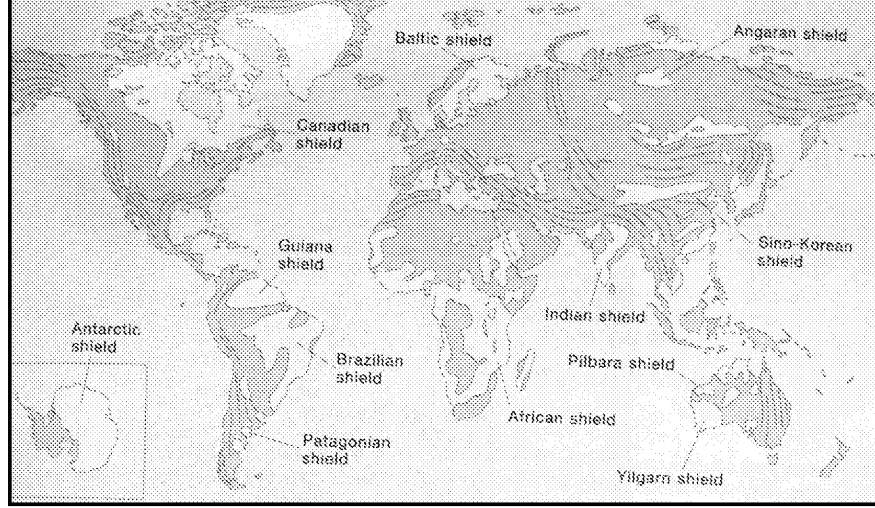 Baltic shield
Angaran shield
Canadian
shield
Guiana
shield
Sino-Korean
shield
Indian shield
Antarctic
shield
Brazilian
shield
Pilbara shield
African shield
Patagonian
shield
Yilgarn shield